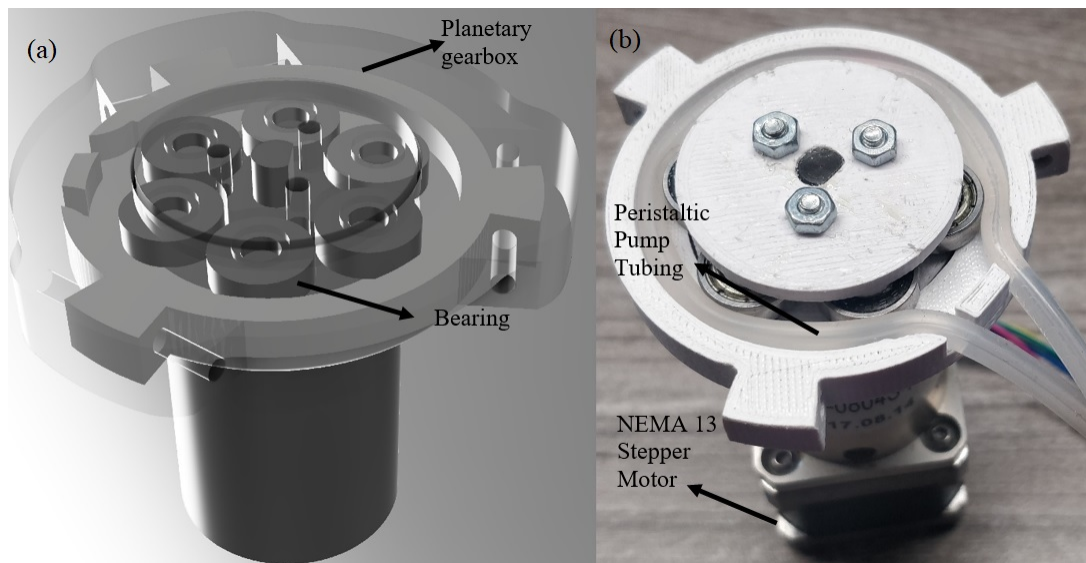 (a)
Planetary
gearbox
Bearing
(b)
Peristaltic
Pump
Tubing
NEMA 13
Stepper
Motor